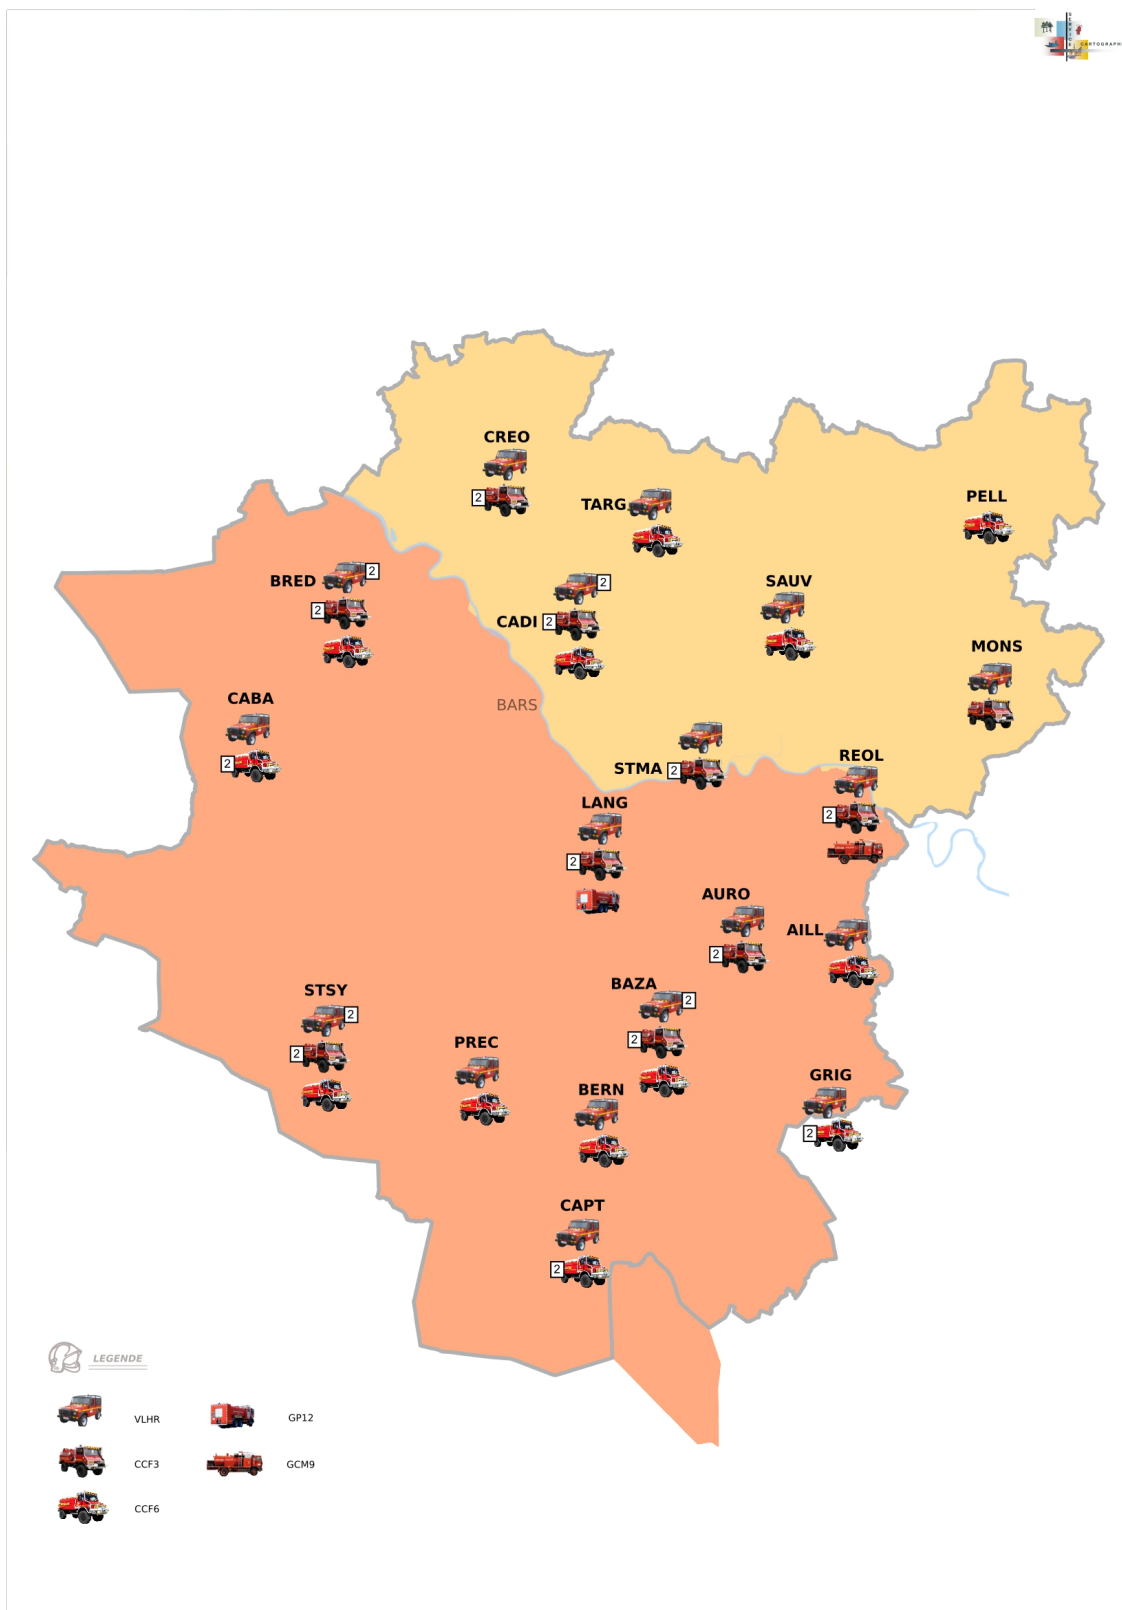 SERVICE
CARTOGRAPHI
CREO
2
TARG
PELL
BRED
2
2
SAUV
2
CADI
2
MONS
CABA
2
BARS
STMA
2
REOL
2
LANG
2
AURO
2
AILL
STSY
2
2
BAZA
2
2
PREC
BERN
GRIG
2
CAPT
2
LEGENDE
VLHR
GP12
CCF3
GCM9
CCF6